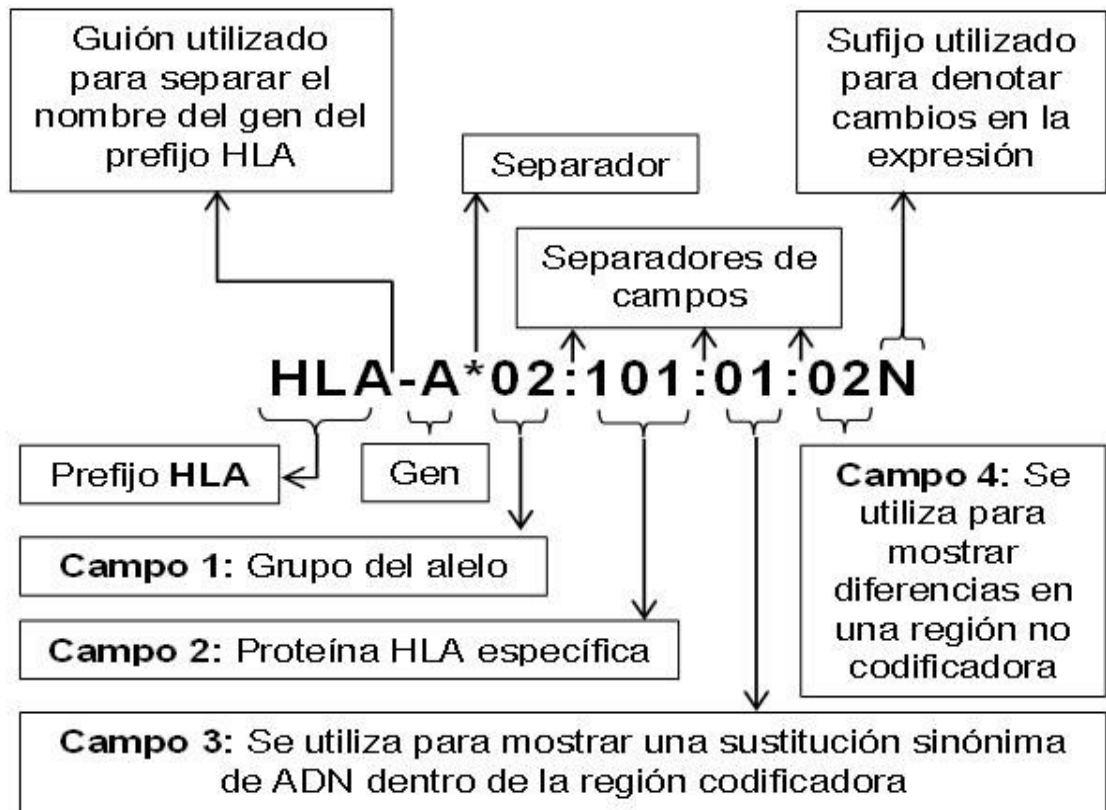 Guión utilizado
para separar el
nombre del gen del
prefijo HLA
Separador
Sufijo utilizado
para denotar
cambios en la
expresión
Separadores de
campos
HLA-A*02:101:01:02N
Prefijo HLA
Gen
Campo 1: Grupo del alelo
Campo 2: Proteína HLA específica
Campo 4: Se
utiliza para
mostrar
diferencias en
una región no
codificadora
Campo 3: Se utiliza para mostrar una sustitución sinónima
de ADN dentro de la región codificadora